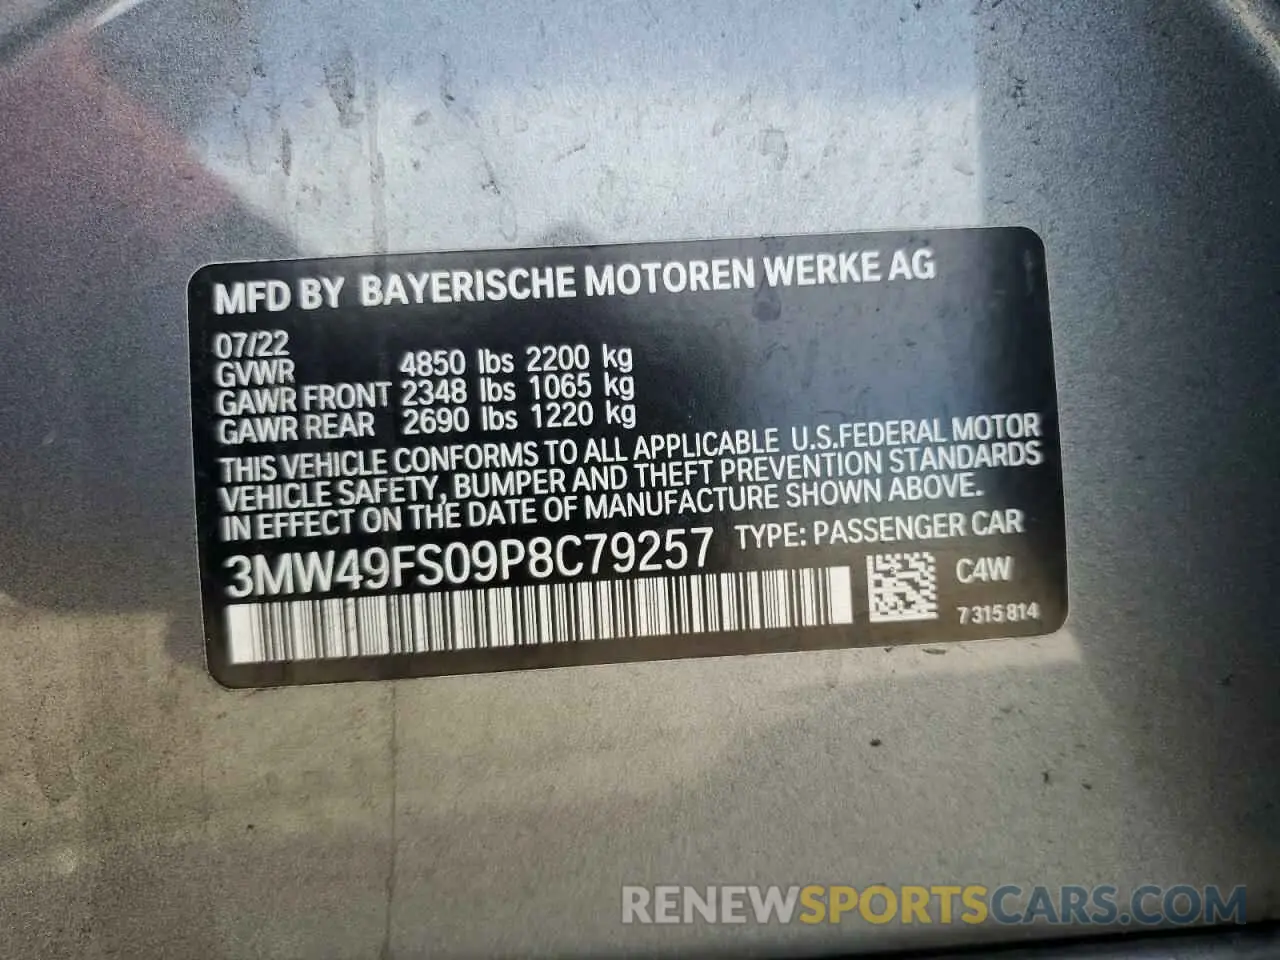 MFD BY BAYERISCHE MOTOREN WERKE AG
07/22
GVWR 4850 lbs 2200 kg
GAWR FRONT 2348 lbs 1065 kg
GAWR REAR 2690 lbs 1220 kg
THIS VEHICLE CONFORMS TO ALL APPLICABLE U.S.FEDERAL MOTOR
VEHICLE SAFETY, BUMPER AND THEFT PREVENTION STANDARDS
IN EFFECT ON THE DATE OF MANUFACTURE SHOWN ABOVE.
3MW49FS09P8C79257 TYPE: PASSENGER CAR
C4W
7 315 814
RENEWSPORTSCARS.COM